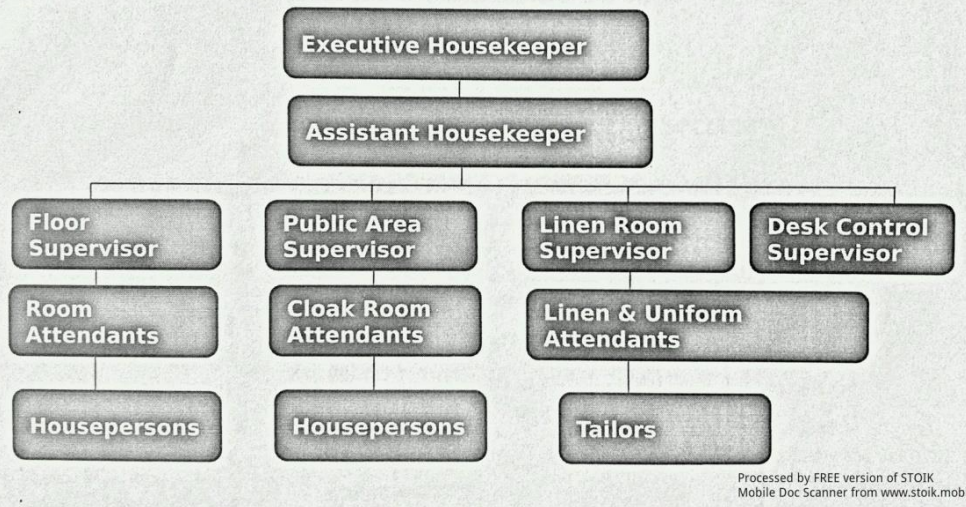 Executive Housekeeper
Assistant Housekeeper
Floor
Supervisor
Public Area
Supervisor
Linen Room
Supervisor
Desk Control
Supervisor
Room
Attendants
Cloak Room
Attendants
Linen & Uniform
Attendants
Housepersons
Housepersons
Tailors
Processed by FREE version of STOIK
Mobile Doc Scanner from www.stoik.mob